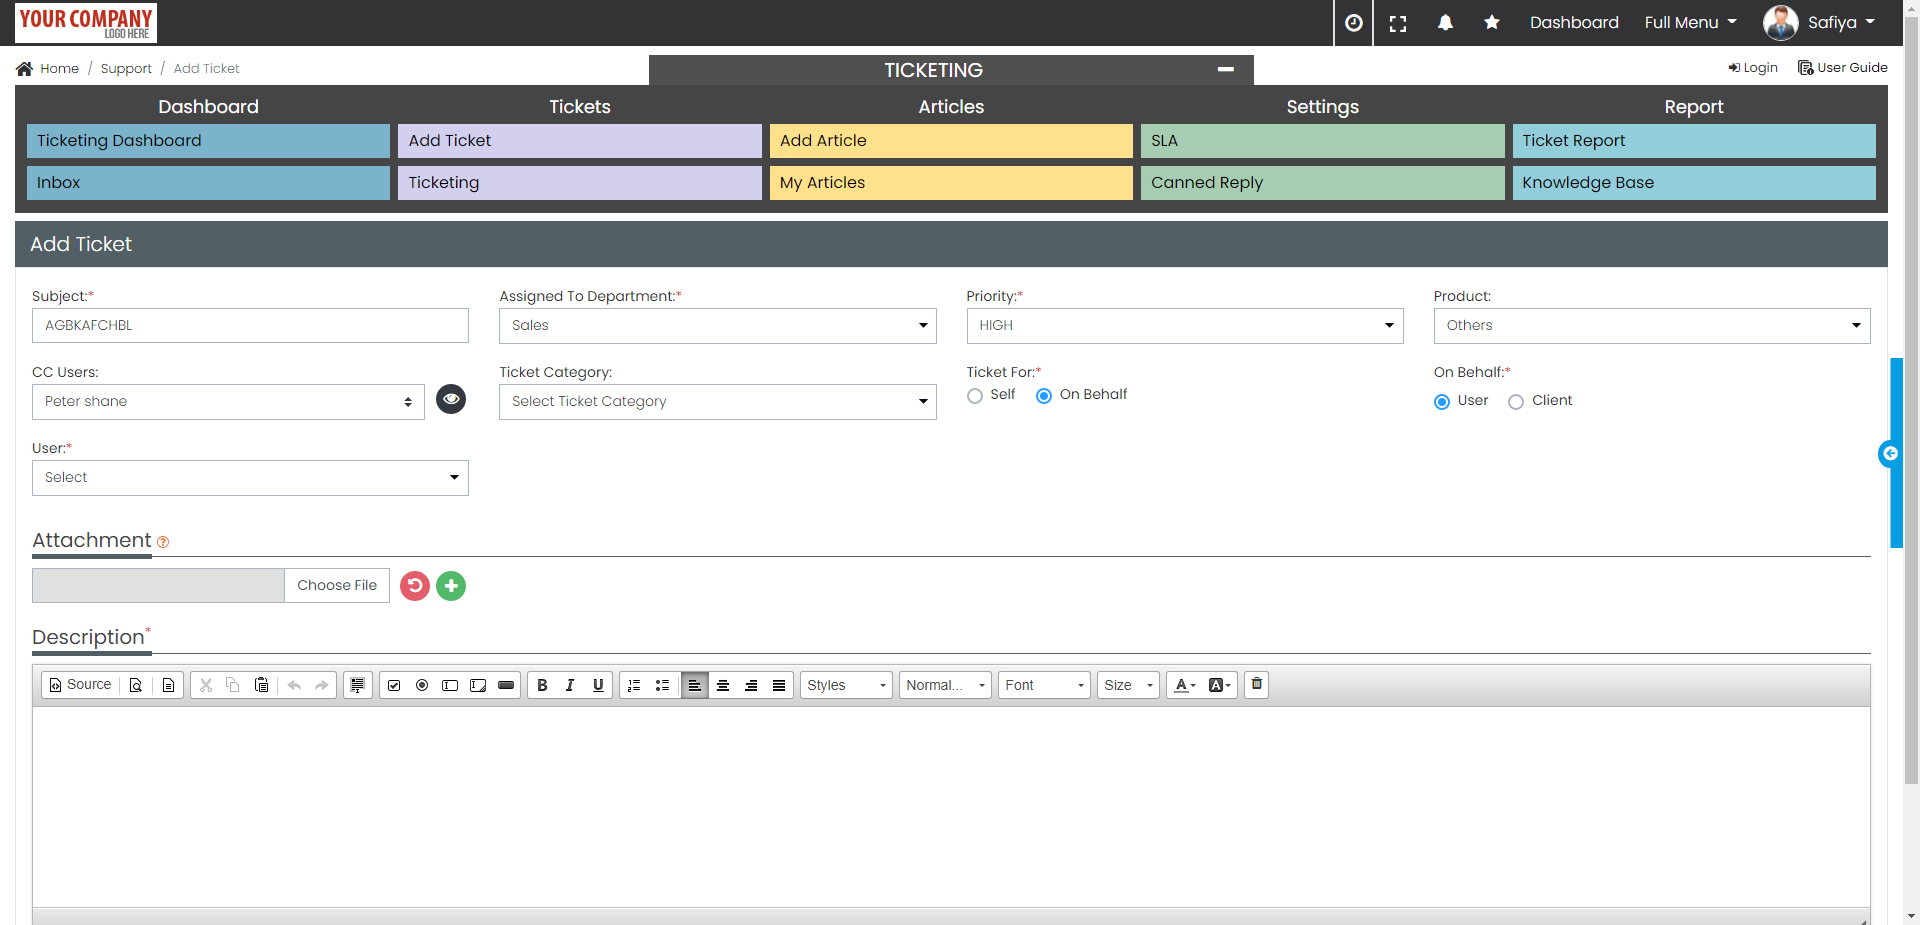 YOUR COMPANY
LOGO HERE
Dashboard
Full Menu
Safiya
Home / Support / Add Ticket
TICKETING
Login
User Guide
Dashboard
Tickets
Articles
Settings
Report
Ticketing Dashboard
Add Ticket
Add Article
SLA
Ticket Report
Inbox
Ticketing
My Articles
Canned Reply
Knowledge Base
Add Ticket
Subject:*
Assigned To Department:*
Priority:*
Product:
AGBKAFCHBL
Sales
HIGH
Others
CC Users:
Ticket Category:
Ticket For:*
On Behalf:*
Peter shane
Select Ticket Category
Self
On Behalf
User
Client
User:*
Select
Attachment ?
Choose File
Description*
Source
B I U
Styles
Normal...
Font
Size
A
A